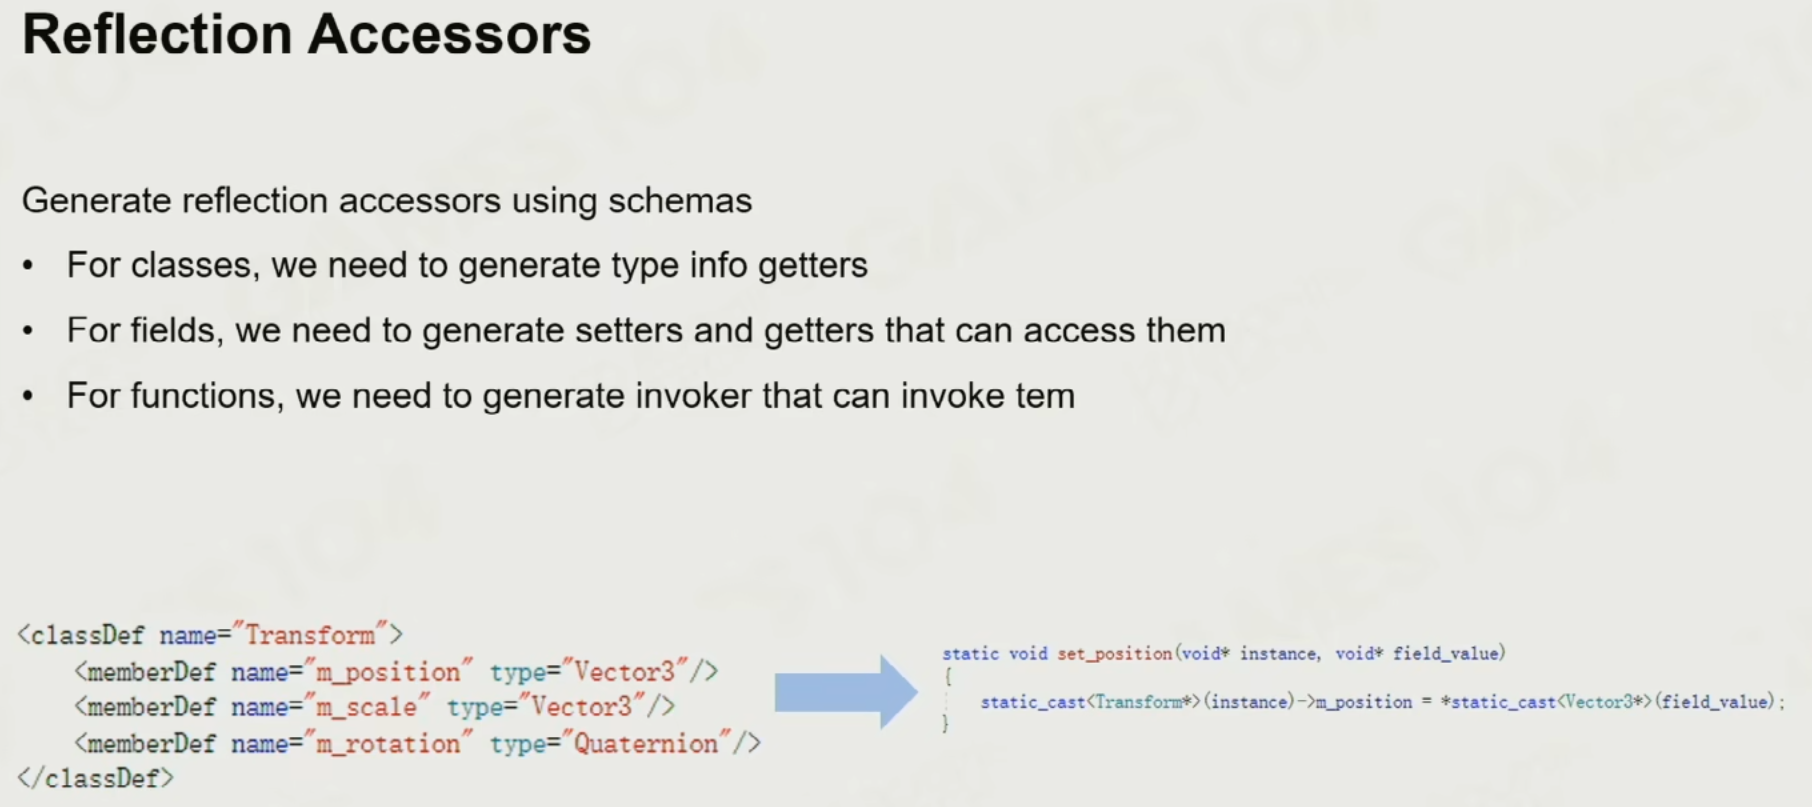 Reflection Accessors
Generate reflection accessors using schemas
• For classes, we need to generate type info getters
• For fields, we need to generate setters and getters that can access them
• For functions, we need to generate invoker that can invoke tem
<classDef name="Transform">
<memberDef name="m_position" type="Vector3"/>
<memberDef name="m_scale" type="Vector3"/>
<memberDef name="m_rotation" type="Quaternion"/>
</classDef>
static void set_position(void* instance, void* field_value)
{
static_cast<Transform*>(instance)->m_position = *static_cast<Vector3*>(field_value);
}
GAMES104